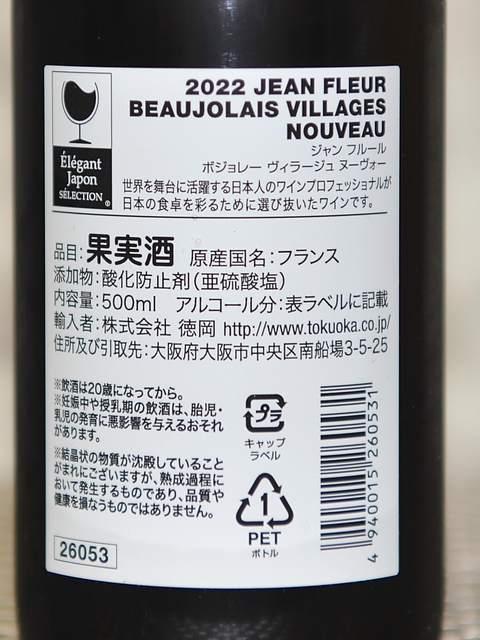 2022 JEAN FLEUR
BEAUJOLAIS VILLAGES
NOUVEAU
ジャン フルール
ボジョレー ヴィラージュ ヌーヴォー
Élégant
Japon
SÉLECTION ®
世界を舞台に活躍する日本人のワインプロフェッショナルが
日本の食卓を彩るために選び抜いたワインです。
品目：果実酒 原産国名：フランス
添加物：酸化防止剤（亜硫酸塩）
内容量：500ml アルコール分：表ラベルに記載
輸入者：株式会社 徳岡 http://www.tokuoka.co.jp/
住所及び引取先：大阪府大阪市中央区南船場3-5-25
※飲酒は20歳になってから。
※妊娠中や授乳期の飲酒は、胎児・
乳児の発育に悪影響を与えるおそれ
があります。
※結晶状の物質が沈殿していること
がまれにございますが、熟成過程に
おいて発生するものであり、品質や
健康を損なうものではありません。
プラ
キャップ
ラベル
1
PET
ボトル
4 940015 260531
26053